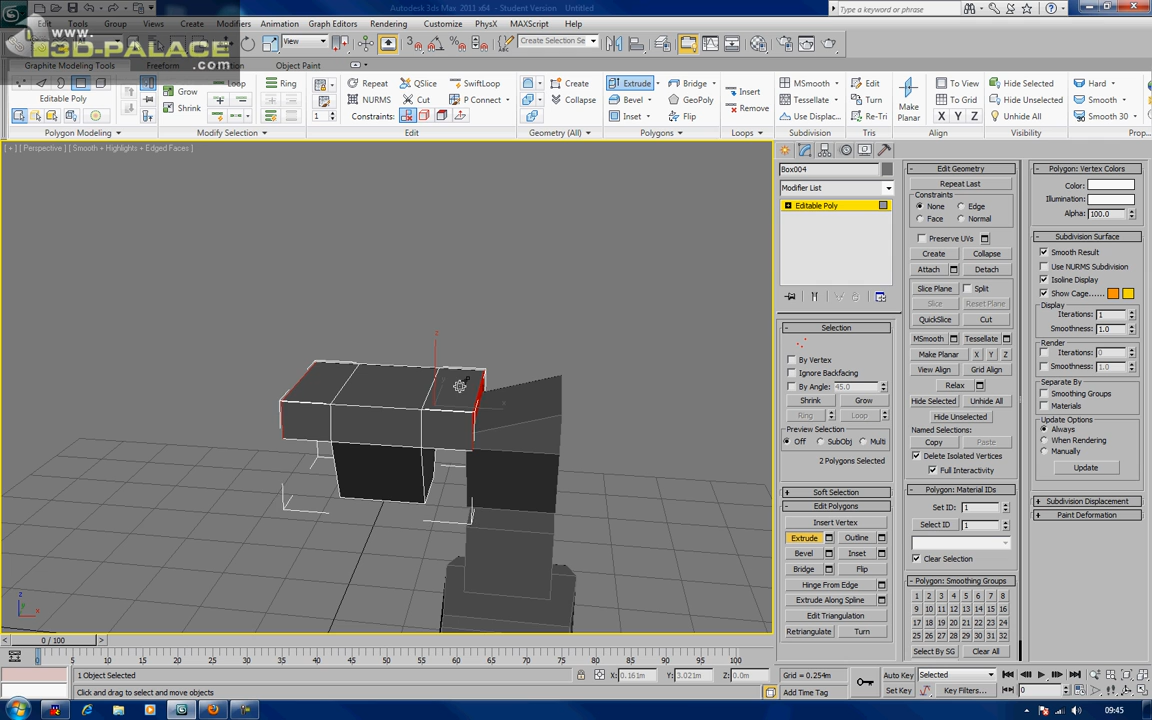 Autodesk 3ds Max 2011 x64 - Student Version Untitled
Type a keyword or phrase
Tools Group Views Create Modifiers Animation Graph Editors Rendering Customize PhysX MAXScript Help
www.
3D-PALACE
.com
View
Create Selection Se
Graphite Modeling Tools Freeform Object Paint
Loop Ring Repeat QSlice SwiftLoop Create Extrude Bridge Insert MSmooth Edit To View Hide Selected Hard
Editable Poly Grow Shrink NURMS Cut P Connect Collapse Bevel GeoPoly Remove Tessellate Turn Make Planar To Grid Hide Unselected Smooth
1 Constraints: Inset Flip Use Displac... Re-Tri X Y Z Unhide All Smooth 30
Polygon Modeling Modify Selection Edit Geometry (All) Polygons Loops Subdivision Tris Align Visibility Prop...
[ + ] [ Perspective ] [ Smooth + Highlights + Edged Faces ]
Box004
Modifier List
Editable Poly
Selection
By Vertex
Ignore Backfacing
By Angle: 45.0
Shrink Grow
Ring Loop
Preview Selection
Off SubObj Multi
2 Polygons Selected
Soft Selection
Edit Polygons
Insert Vertex
Extrude Outline
Bevel Inset
Bridge Flip
Hinge From Edge
Extrude Along Spline
Edit Triangulation
Retriangulate Turn
Edit Geometry
Repeat Last
Constraints
None Edge
Face Normal
Preserve UVs
Create Collapse
Attach Detach
Slice Plane Split
Slice Reset Plane
QuickSlice Cut
MSmooth Tessellate
Make Planar X Y Z
View Align Grid Align
Relax
Hide Selected Unhide All
Hide Unselected
Named Selections:
Copy Paste
Delete Isolated Vertices
Full Interactivity
Polygon: Material IDs
Set ID: 1
Select ID 1
Clear Selection
Polygon: Smoothing Groups
1 2 3 4 5 6 7 8
9 10 11 12 13 14 15 16
17 18 19 20 21 22 23 24
25 26 27 28 29 30 31 32
Select By SG Clear All
Polygon: Vertex Colors
Color:
Illumination:
Alpha: 100.0
Subdivision Surface
Smooth Result
Use NURMS Subdivision
Isoline Display
Show Cage......
Display
Iterations: 1
Smoothness: 1.0
Render
Iterations: 0
Smoothness: 1.0
Separate By
Smoothing Groups
Materials
Update Options
Always
When Rendering
Manually
Update
Subdivision Displacement
Paint Deformation
z
x
0 / 100
0 5 10 15 20 25 30 35 40 45 50 55 60 65 70 75 80 85 90 95 100
1 Object Selected X: 0.161m Y: 3.021m Z: 0.0m Grid = 0.254m Auto Key Selected
Click and drag to select and move objects Add Time Tag Set Key Key Filters... 0
09:45